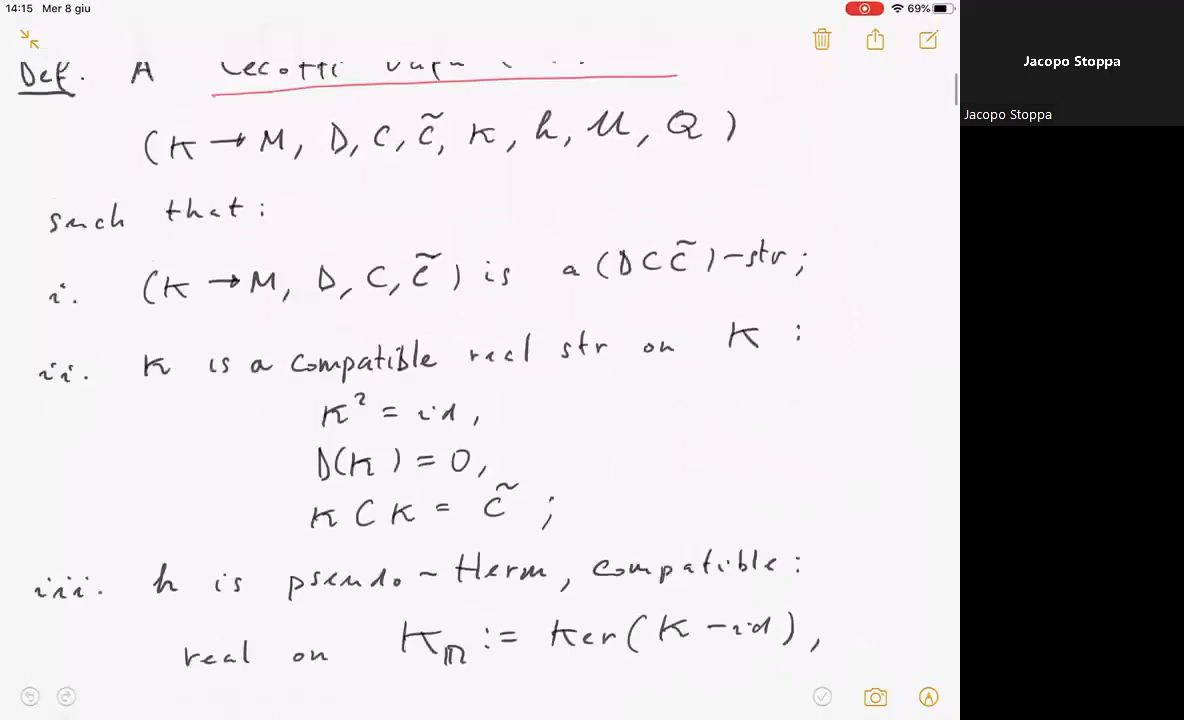 14:15 Mer 8 giu
69%
Def. A
(K → M, D, C, C̃, κ, h, U, Q)
such that:
i. (K → M, D, C, C̃) is a (DCC̃)-str;
ii. κ is a compatible real str on K:
κ² = id,
D(κ) = 0,
κ C κ = C̃ ;
iii. h is pseudo-Herm, compatible:
real on K_ℝ := Ker(κ - id),
Jacopo Stoppa
Jacopo Stoppa